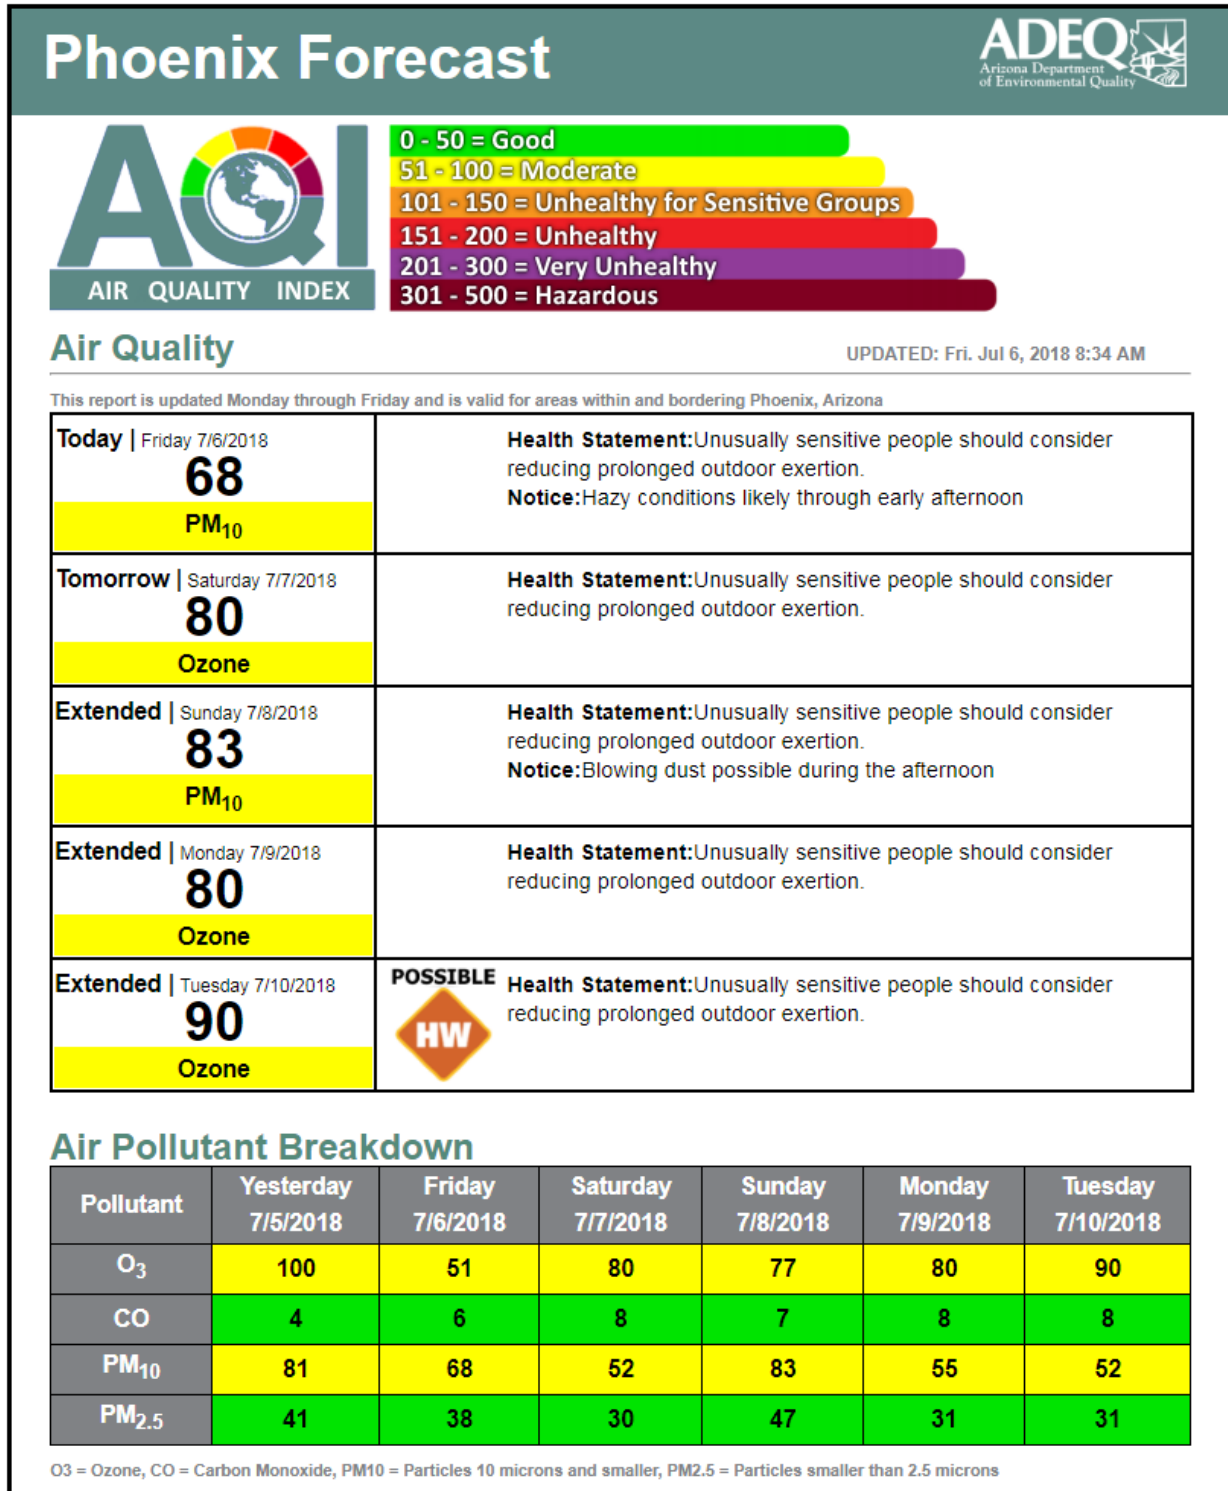 Phoenix Forecast
ADEQ
Arizona Department
of Environmental Quality
AQI
AIR QUALITY INDEX
0 - 50 = Good
51 - 100 = Moderate
101 - 150 = Unhealthy for Sensitive Groups
151 - 200 = Unhealthy
201 - 300 = Very Unhealthy
301 - 500 = Hazardous
Air Quality
UPDATED: Fri. Jul 6, 2018 8:34 AM
This report is updated Monday through Friday and is valid for areas within and bordering Phoenix, Arizona
Today | Friday 7/6/2018
68
PM10
Health Statement:Unusually sensitive people should consider
reducing prolonged outdoor exertion.
Notice:Hazy conditions likely through early afternoon
Tomorrow | Saturday 7/7/2018
80
Ozone
Health Statement:Unusually sensitive people should consider
reducing prolonged outdoor exertion.
Extended | Sunday 7/8/2018
83
PM10
Health Statement:Unusually sensitive people should consider
reducing prolonged outdoor exertion.
Notice:Blowing dust possible during the afternoon
Extended | Monday 7/9/2018
80
Ozone
Health Statement:Unusually sensitive people should consider
reducing prolonged outdoor exertion.
Extended | Tuesday 7/10/2018
90
Ozone
POSSIBLE
HW
Health Statement:Unusually sensitive people should consider
reducing prolonged outdoor exertion.
Air Pollutant Breakdown
Pollutant Yesterday Friday Saturday Sunday Monday Tuesday
7/5/2018 7/6/2018 7/7/2018 7/8/2018 7/9/2018 7/10/2018
O3 100 51 80 77 80 90
CO 4 6 8 7 8 8
PM10 81 68 52 83 55 52
PM2.5 41 38 30 47 31 31
O3 = Ozone, CO = Carbon Monoxide, PM10 = Particles 10 microns and smaller, PM2.5 = Particles smaller than 2.5 microns